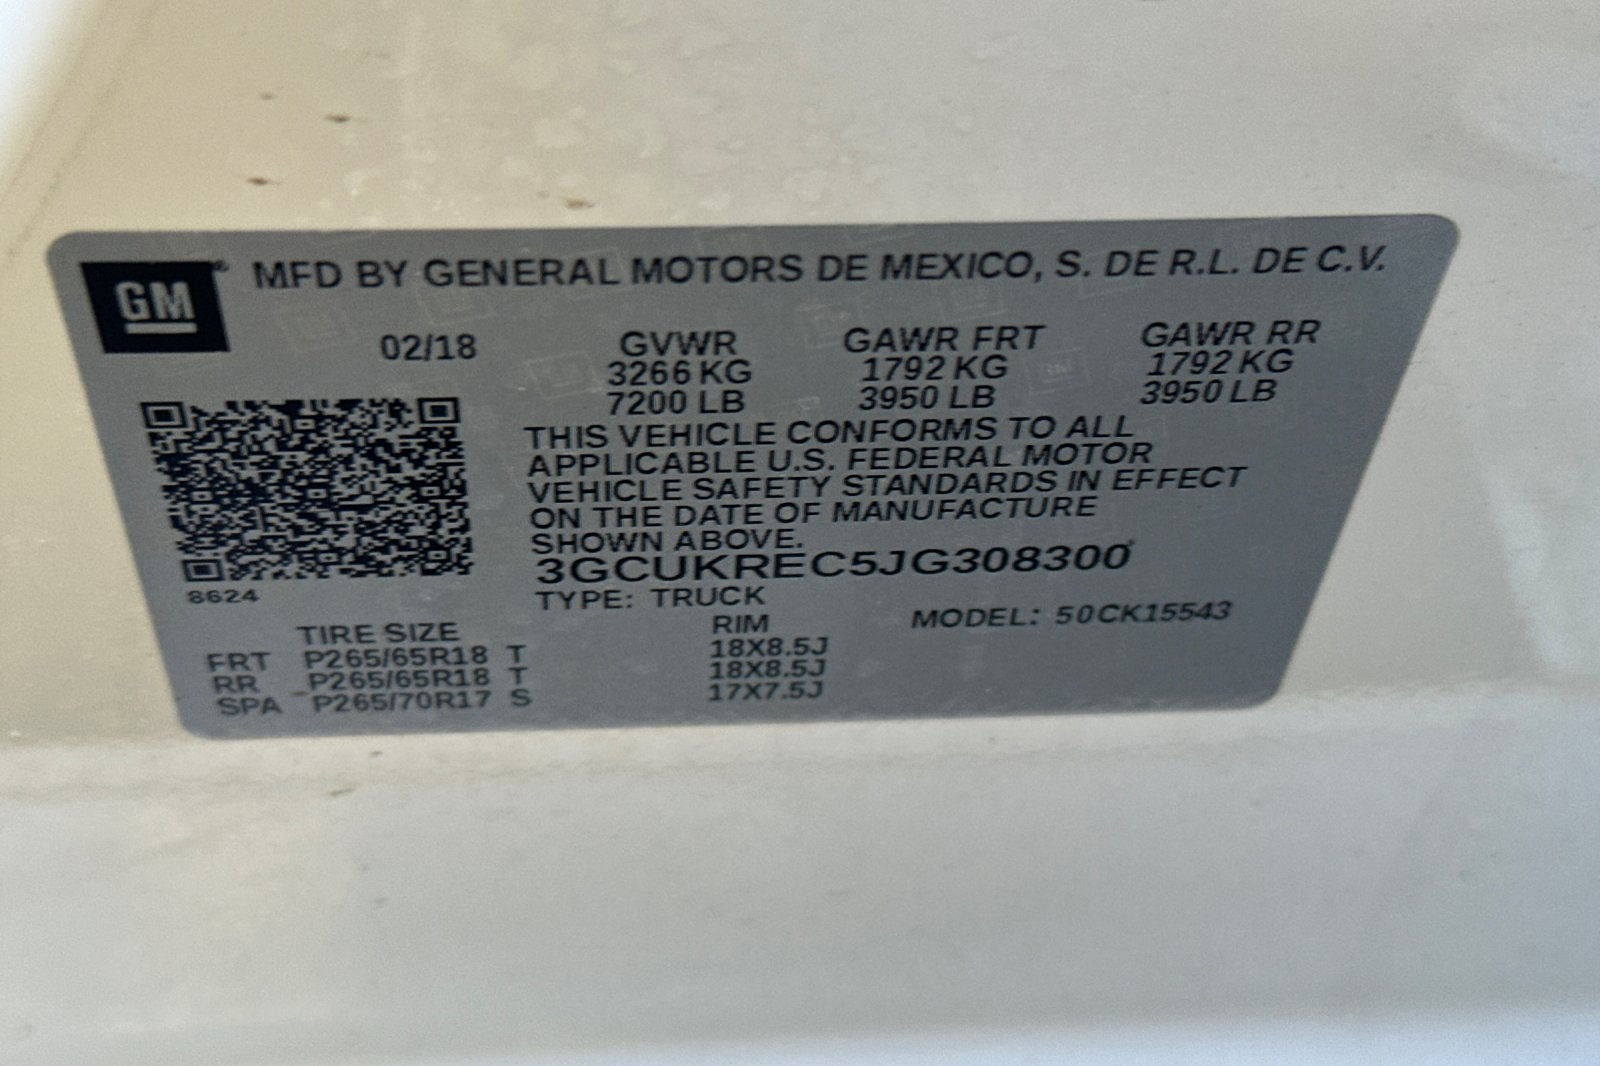 GM MFD BY GENERAL MOTORS DE MEXICO, S. DE R.L. DE C.V.
02/18 GVWR GAWR FRT GAWR RR
3266 KG 1792 KG 1792 KG
7200 LB 3950 LB 3950 LB
THIS VEHICLE CONFORMS TO ALL
APPLICABLE U.S. FEDERAL MOTOR
VEHICLE SAFETY STANDARDS IN EFFECT
ON THE DATE OF MANUFACTURE
SHOWN ABOVE.
3GCUKREC5JG308300
8624 TYPE: TRUCK MODEL: 50CK15543
TIRE SIZE RIM
FRT P265/65R18 T 18X8.5J
RR P265/65R18 T 18X8.5J
SPA P265/70R17 S 17X7.5J